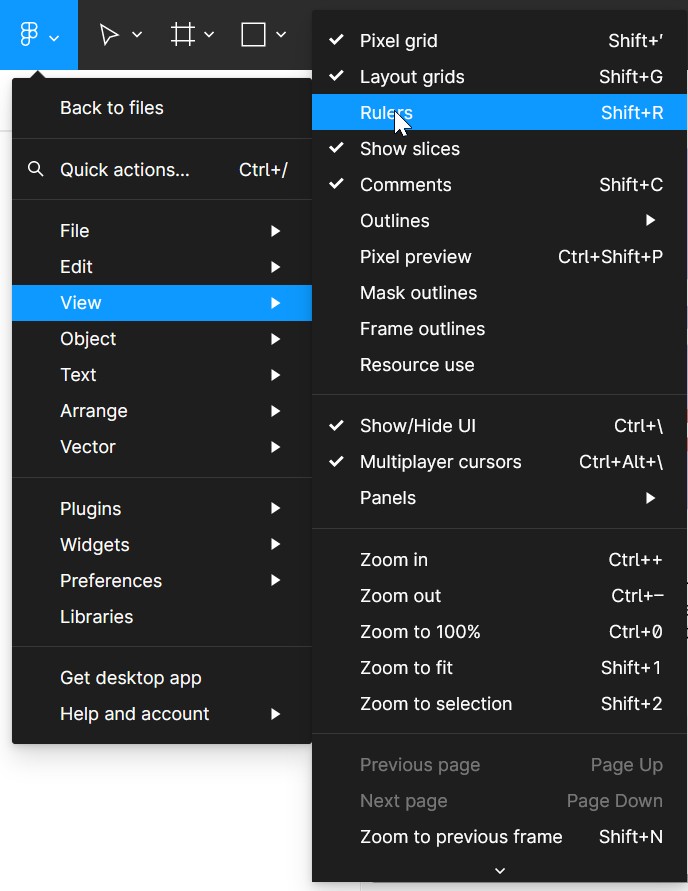 Back to files
Quick actions... Ctrl+/
File
Edit
View
Object
Text
Arrange
Vector
Plugins
Widgets
Preferences
Libraries
Get desktop app
Help and account
Pixel grid Shift+'
Layout grids Shift+G
Rulers Shift+R
Show slices
Comments Shift+C
Outlines
Pixel preview Ctrl+Shift+P
Mask outlines
Frame outlines
Resource use
Show/Hide UI Ctrl+\
Multiplayer cursors Ctrl+Alt+\
Panels
Zoom in Ctrl++
Zoom out Ctrl+−
Zoom to 100% Ctrl+0
Zoom to fit Shift+1
Zoom to selection Shift+2
Previous page Page Up
Next page Page Down
Zoom to previous frame Shift+N